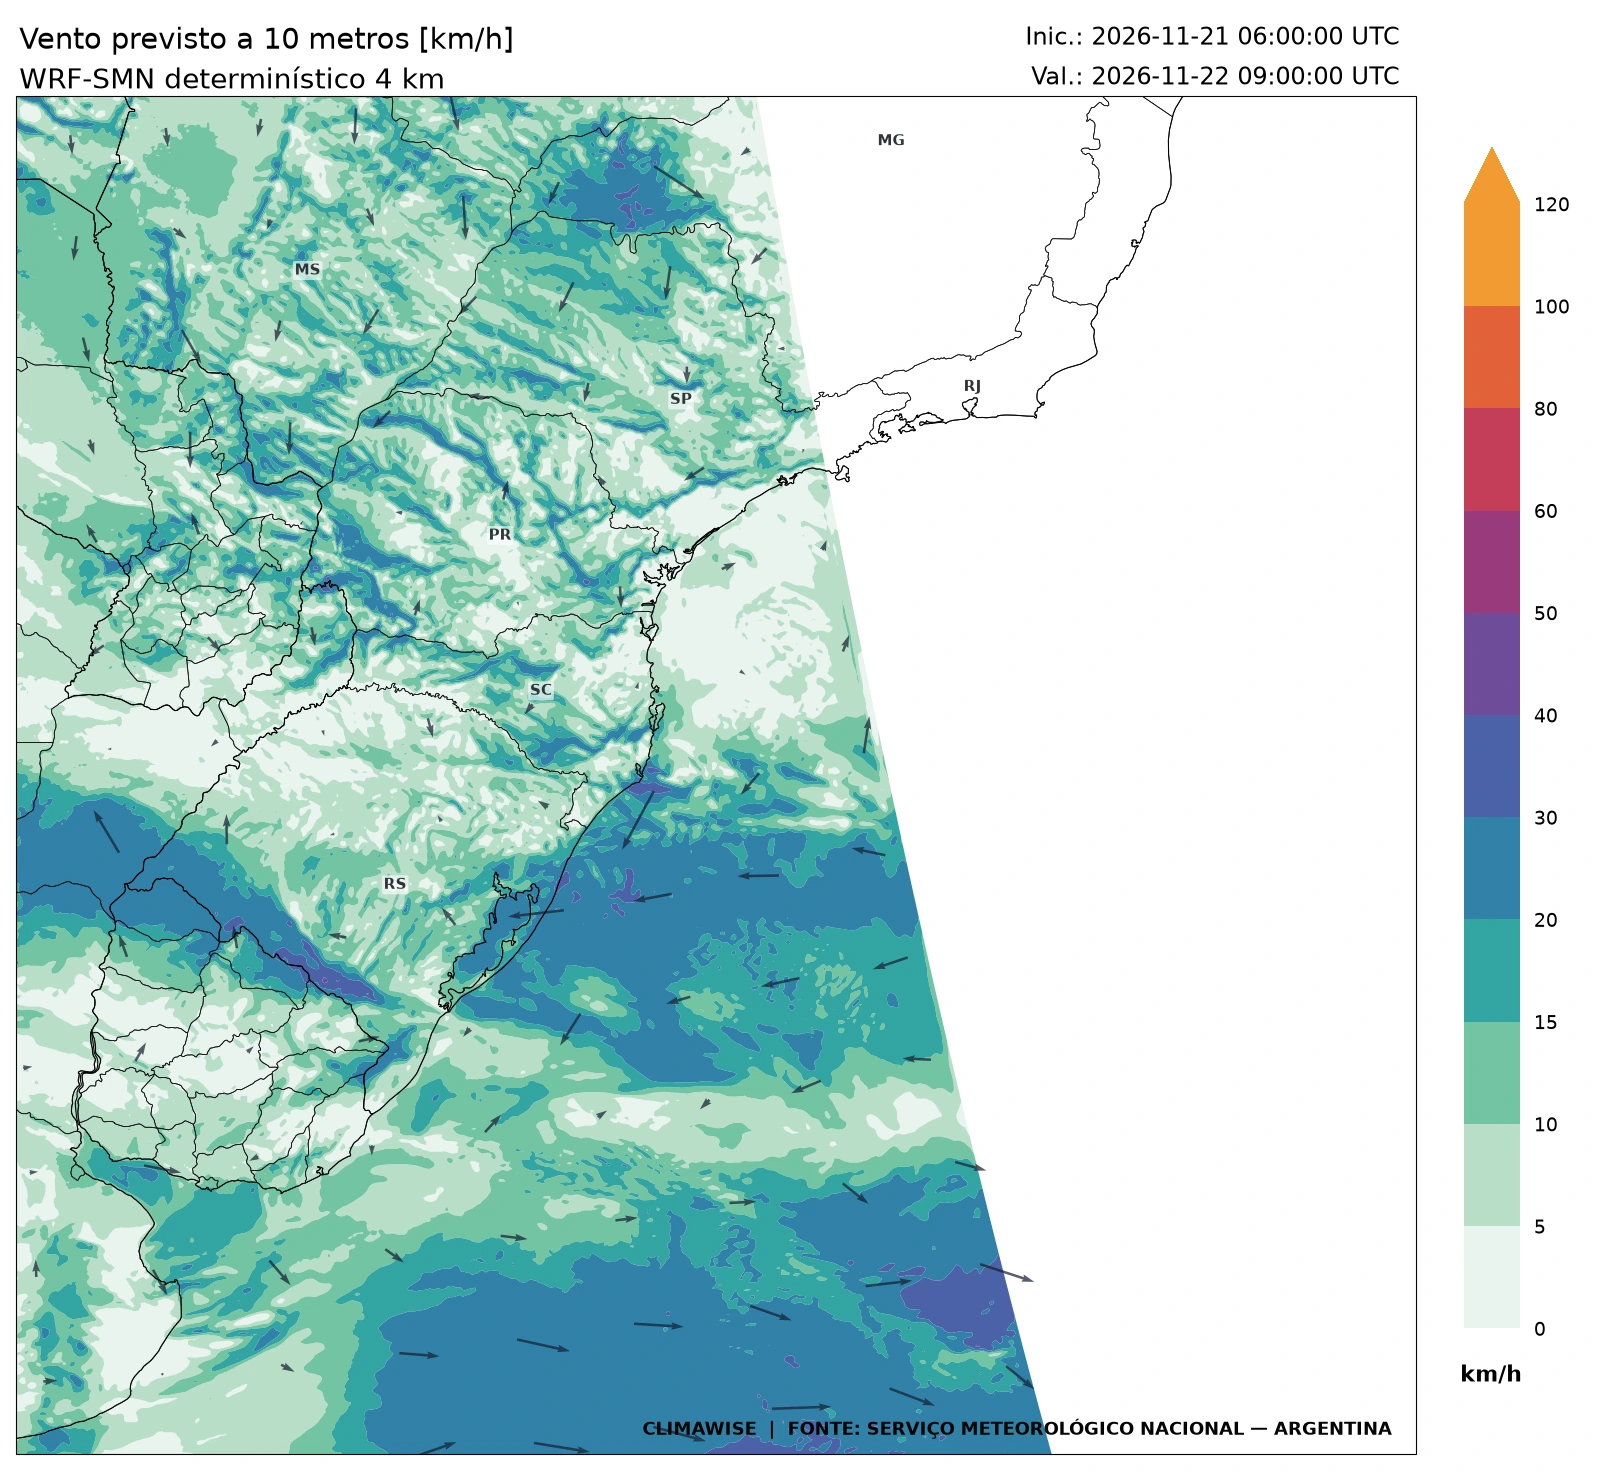 Vento previsto a 10 metros [km/h]
WRF-SMN determinístico 4 km
Inic.: 2026-11-21 06:00:00 UTC
Val.: 2026-11-22 09:00:00 UTC
MG
MS
RJ
SP
PR
SC
RS
120
100
80
60
50
40
30
20
15
10
5
0
km/h
CLIMAWISE | FONTE: SERVIÇO METEOROLÓGICO NACIONAL — ARGENTINA